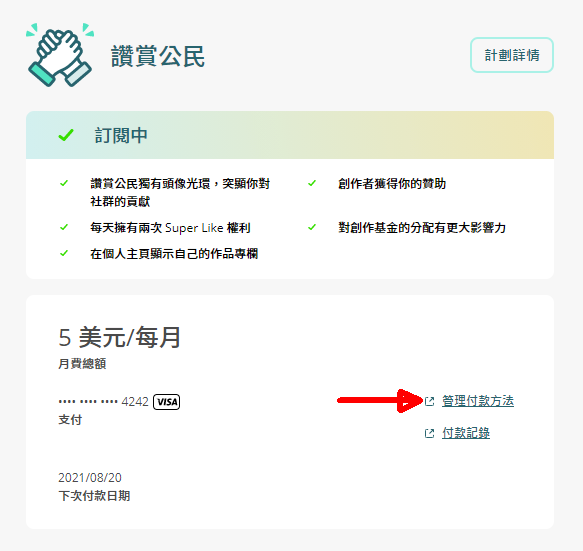 讚賞公民
計劃詳情
訂閱中
讚賞公民獨有頭像光環，突顯你對
社群的貢獻
創作者獲得你的贊助
每天擁有兩次 Super Like 權利
對創作基金的分配有更大影響力
在個人主頁顯示自己的作品專欄
5 美元/每月
月費總額
•••• •••• •••• 4242 VISA
管理付款方法
支付
付款記錄
2021/08/20
下次付款日期